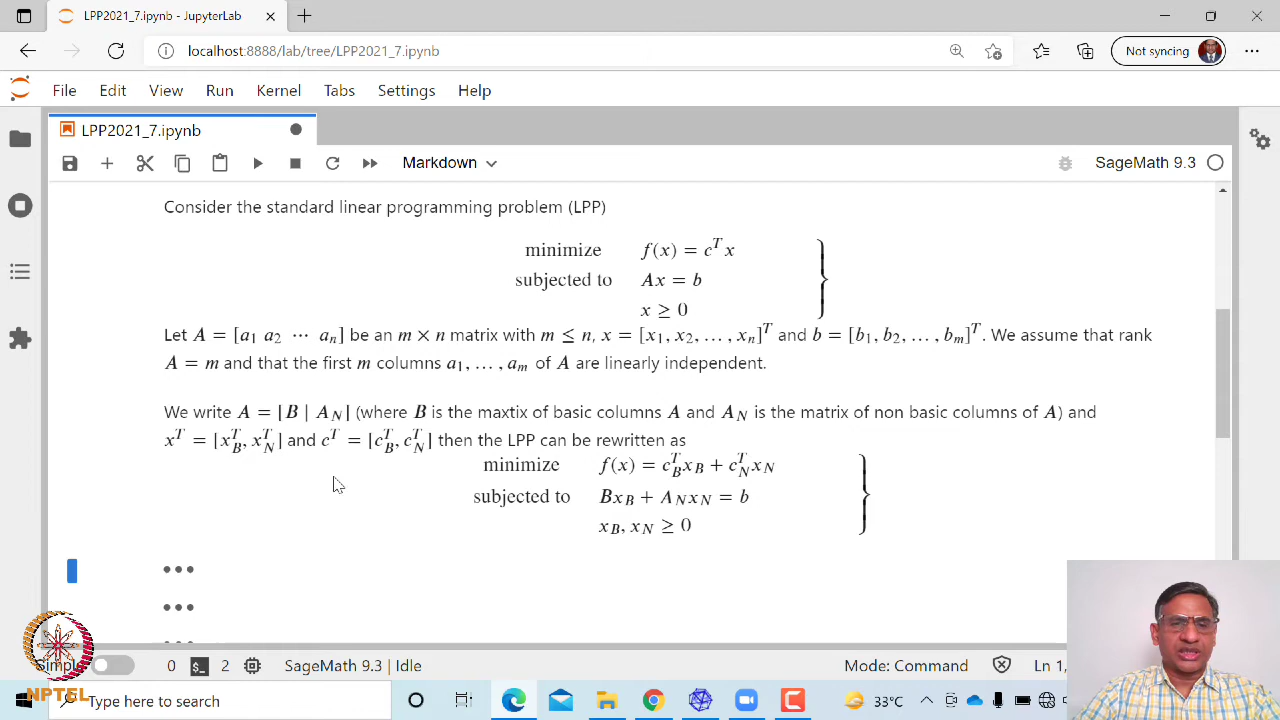 LPP2021_7.ipynb - JupyterLab
localhost:8888/lab/tree/LPP2021_7.ipynb
Not syncing
File Edit View Run Kernel Tabs Settings Help
LPP2021_7.ipynb
Markdown
SageMath 9.3
Consider the standard linear programming problem (LPP)
minimize f(x) = c^T x
subjected to Ax = b
x ≥ 0
Let A = [a_1 a_2 ⋯ a_n] be an m × n matrix with m ≤ n, x = [x_1, x_2, … , x_n]^T and b = [b_1, b_2, … , b_m]^T. We assume that rank
A = m and that the first m columns a_1, … , a_m of A are linearly independent.
We write A = [B | A_N] (where B is the maxtix of basic columns A and A_N is the matrix of non basic columns of A) and
x^T = [x_B^T, x_N^T] and c^T = [c_B^T, c_N^T] then the LPP can be rewritten as
minimize f(x) = c_B^T x_B + c_N^T x_N
subjected to Bx_B + A_N x_N = b
x_B, x_N ≥ 0
Simple 0 2 SageMath 9.3 | Idle Mode: Command Ln 1,
NPTEL
Type here to search
33°C